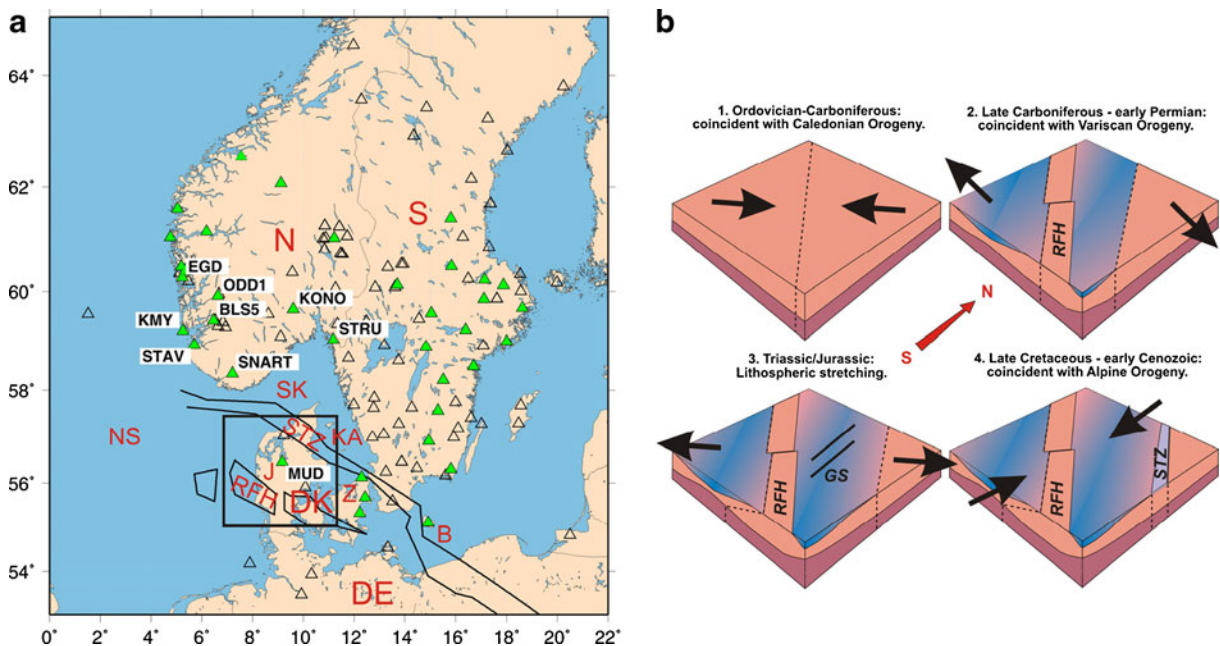 a
64°
62°
60°
58°
56°
54°
0° 2° 4° 6° 8° 10° 12° 14° 16° 18° 20° 22°
S
N
EGD
ODD1
KONO
BLS5
KMY
STRU
STAV
SNART
SK
NS
STZ
KA
J
MUD
RFH
DK
Z
B
DE
b
1. Ordovician-Carboniferous:
coincident with Caledonian Orogeny.
2. Late Carboniferous - early Permian:
coincident with Variscan Orogeny.
RFH
N
S
3. Triassic/Jurassic:
Lithospheric stretching.
4. Late Cretaceous - early Cenozoic:
coincident with Alpine Orogeny.
RFH
GS
RFH
STZ